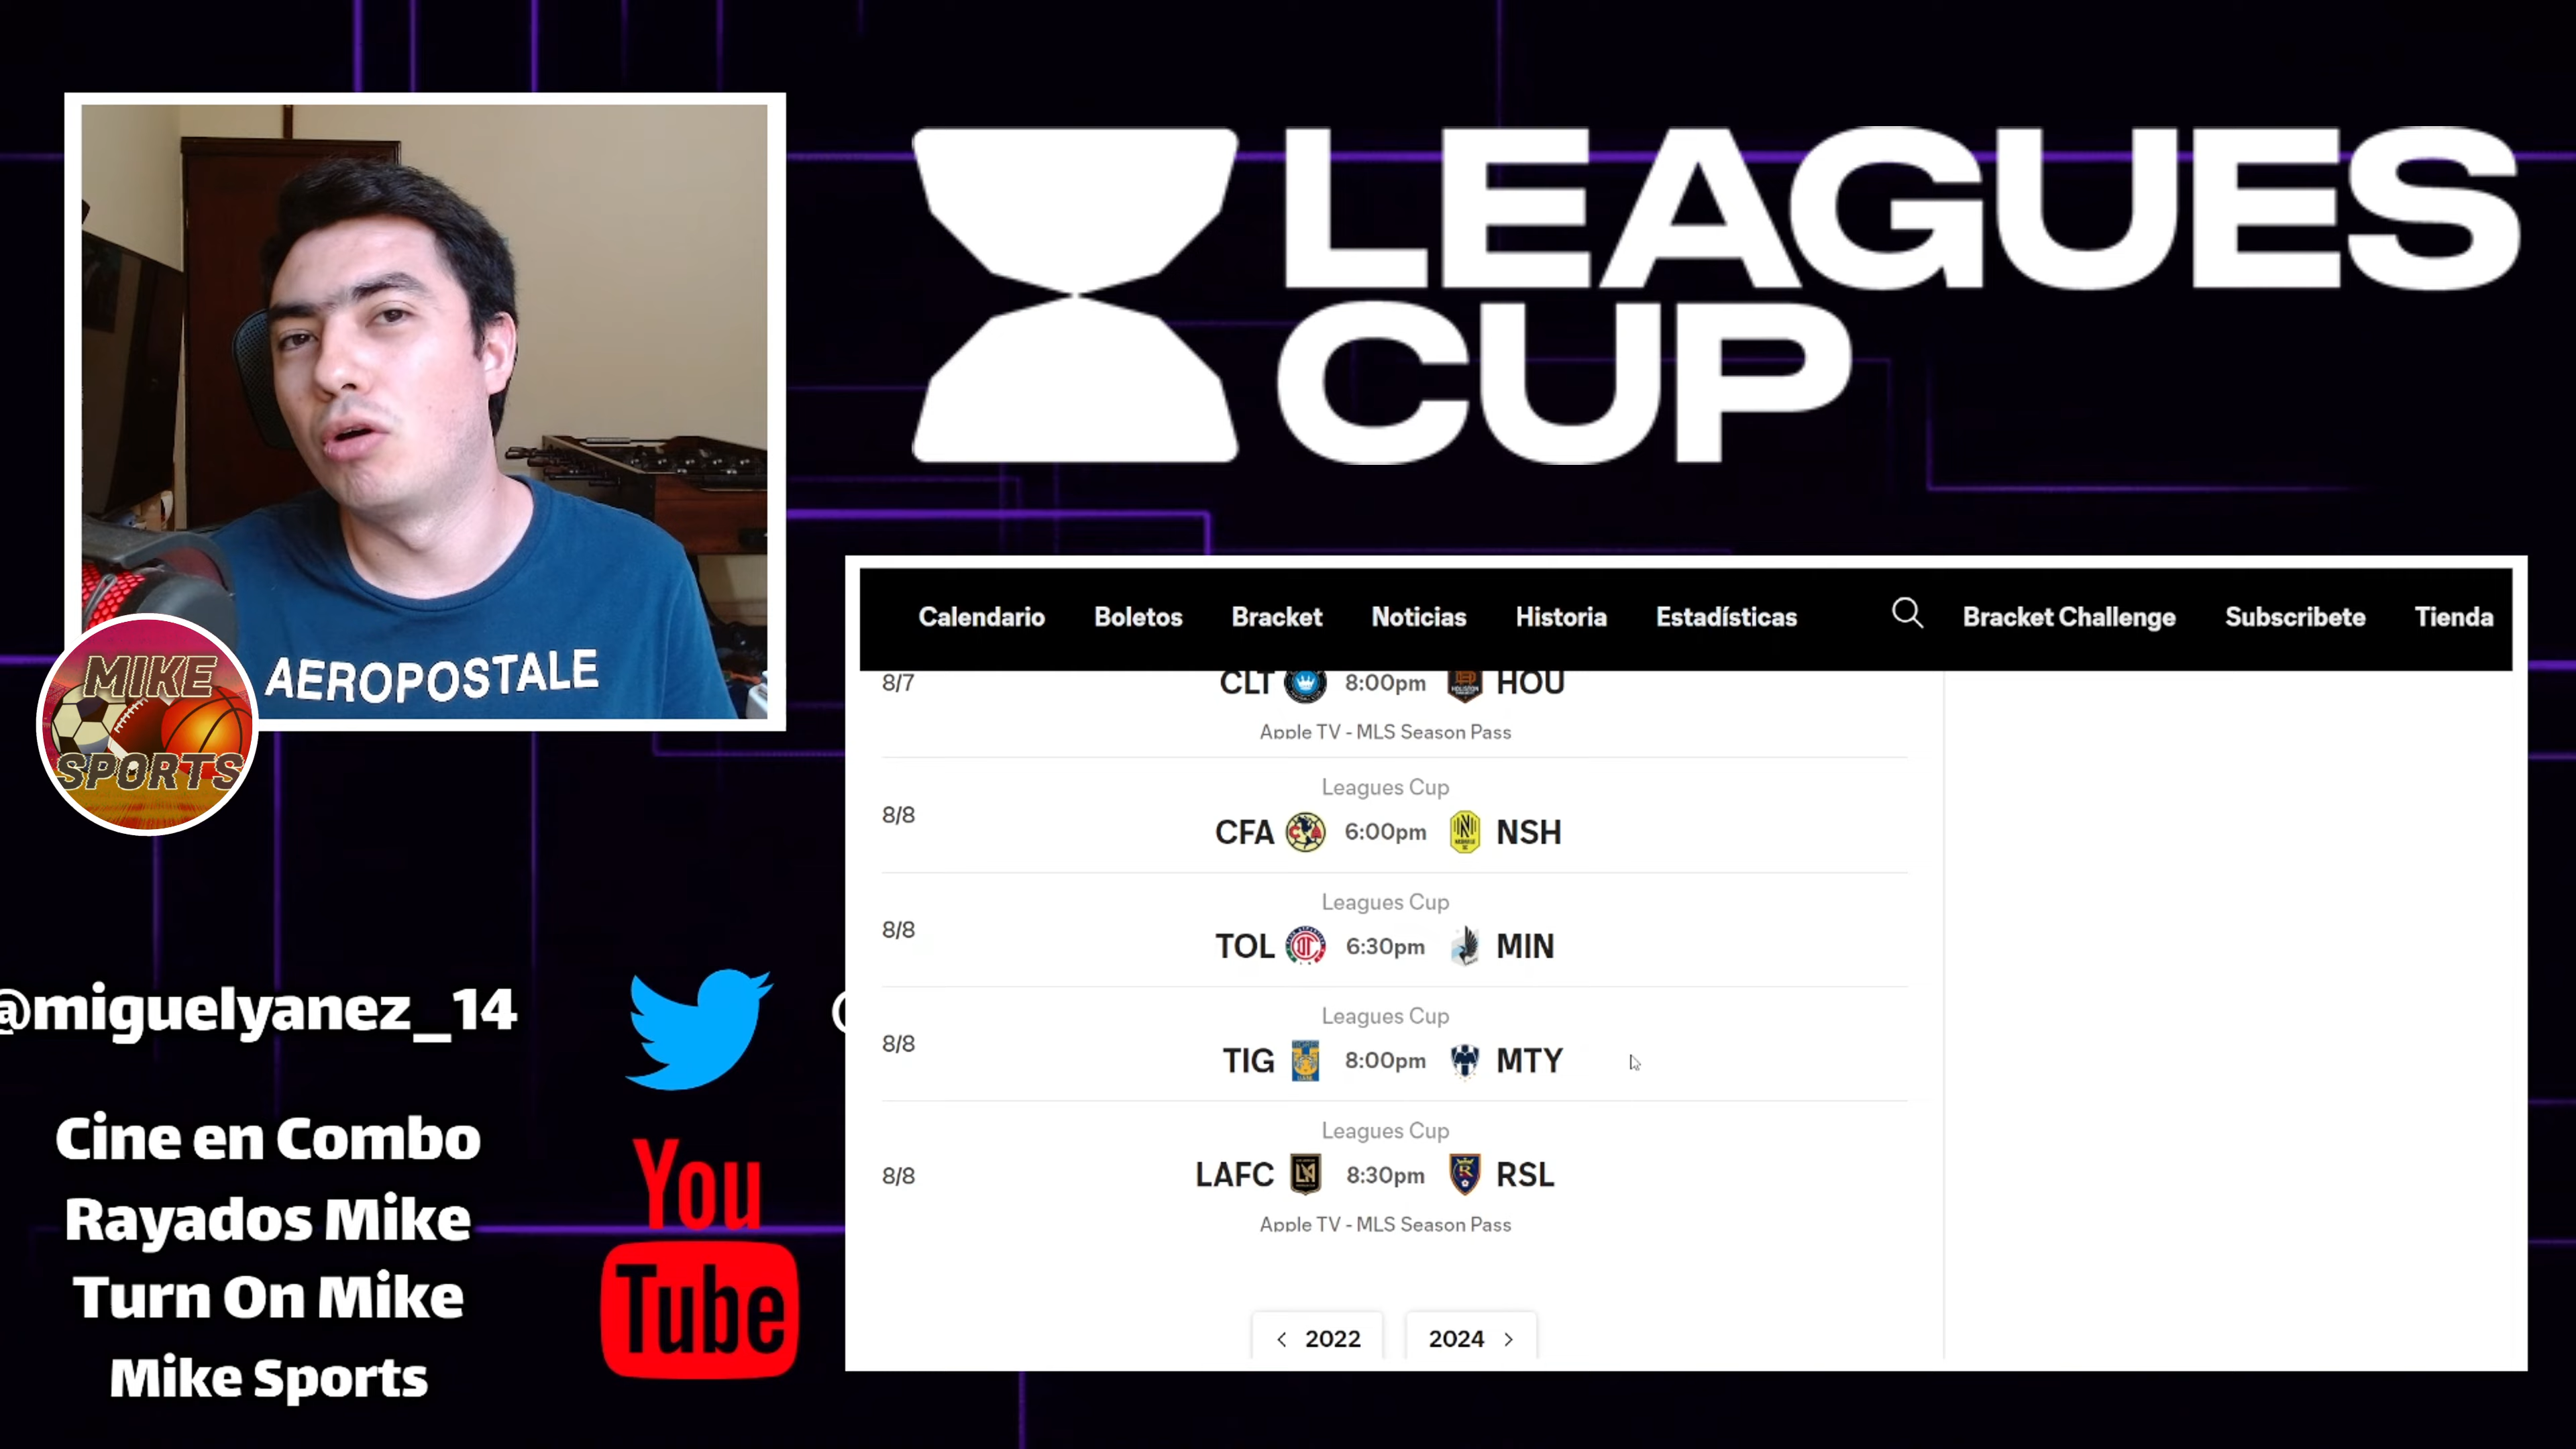 LEAGUES
CUP
AEROPOSTALE
MIKE
SPORTS
@miguelyanez_14
Cine en Combo
Rayados Mike
Turn On Mike
Mike Sports
You
Tube
Calendario Boletos Bracket Noticias Historia Estadísticas Bracket Challenge Subscribete Tienda
8/7 CLT 8:00pm HOU
Apple TV - MLS Season Pass
Leagues Cup
8/8 CFA 6:00pm NSH
Leagues Cup
8/8 TOL 6:30pm MIN
Leagues Cup
8/8 TIG 8:00pm MTY
Leagues Cup
8/8 LAFC 8:30pm RSL
Apple TV - MLS Season Pass
< 2022 2024 >